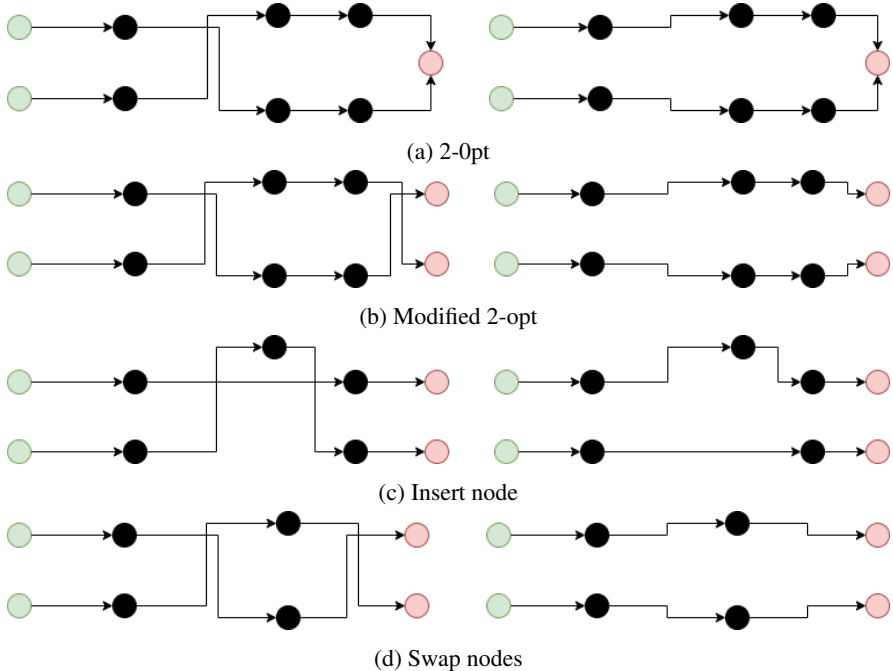 (a) 2-0pt
(b) Modified 2-opt
(c) Insert node
(d) Swap nodes